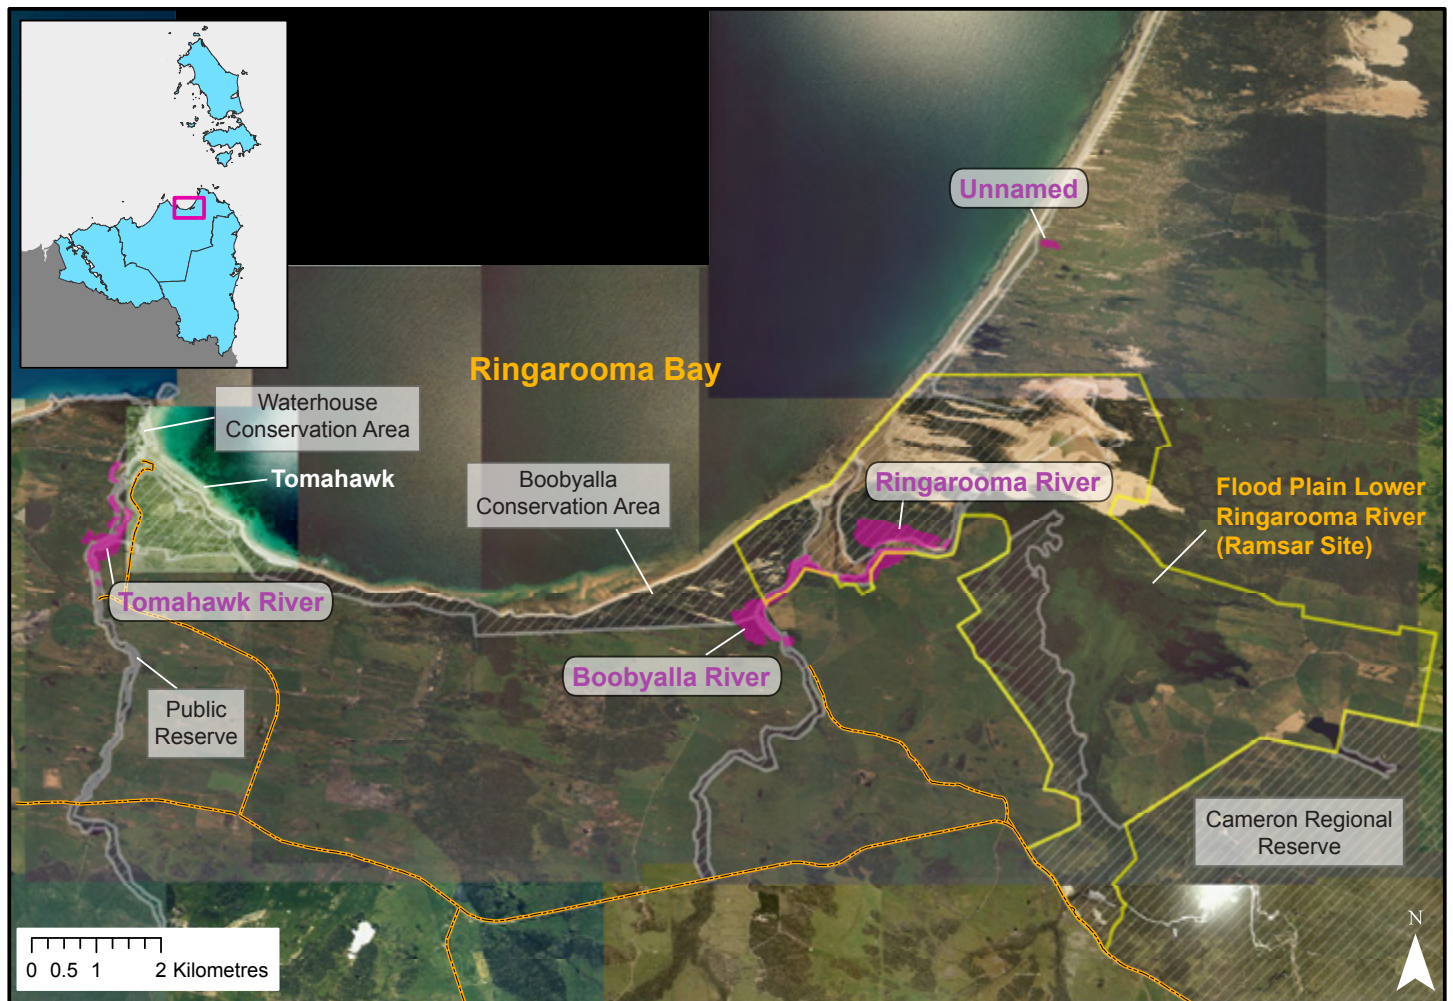 Unnamed
Ringarooma Bay
Waterhouse
Conservation Area
Tomahawk
Boobyalla
Conservation Area
Ringarooma River
Flood Plain Lower
Ringarooma River
(Ramsar Site)
Tomahawk River
Boobyalla River
Public
Reserve
Cameron Regional
Reserve
N
0 0.5 1 2 Kilometres